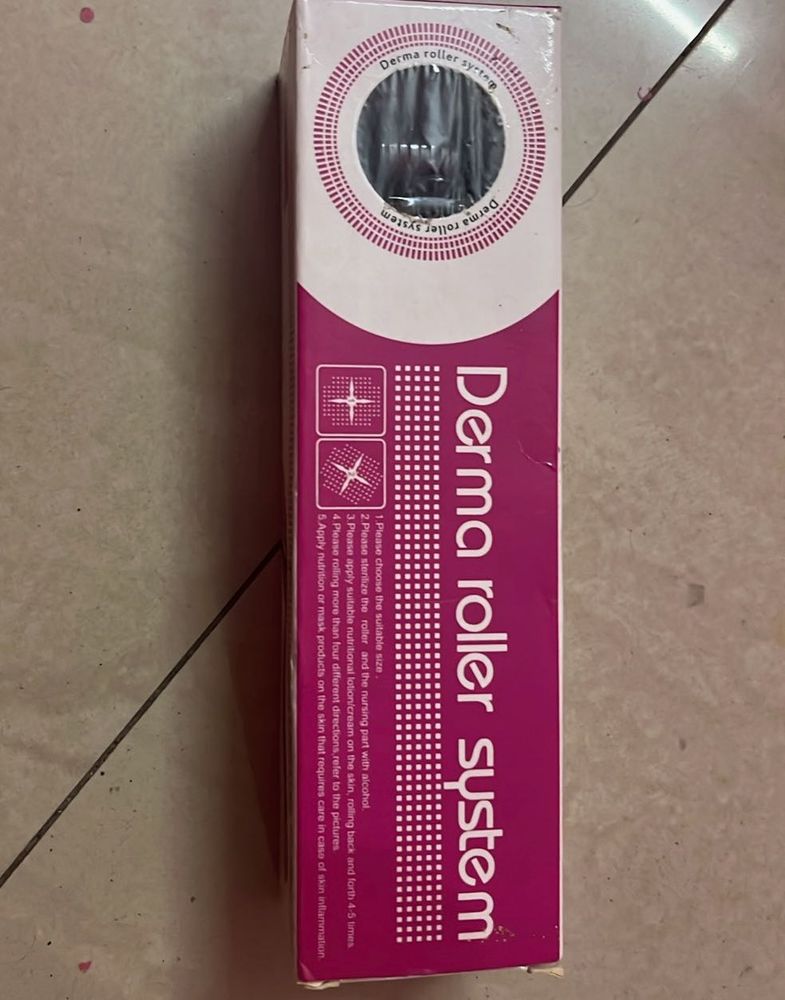 Derma roller system
Derma roller system
Derma roller system
1.Please choose the suitable size .
2.Please sterilize the roller and the nursing part with alcohol.
3.Please apply suitable nutritional lotion/cream on the skin, rolling back and forth 4-5 times.
4.Please rolling more than four different directions,refer to the pictures.
5.Apply nutrition or mask products on the skin that requires care in case of skin inflammation.